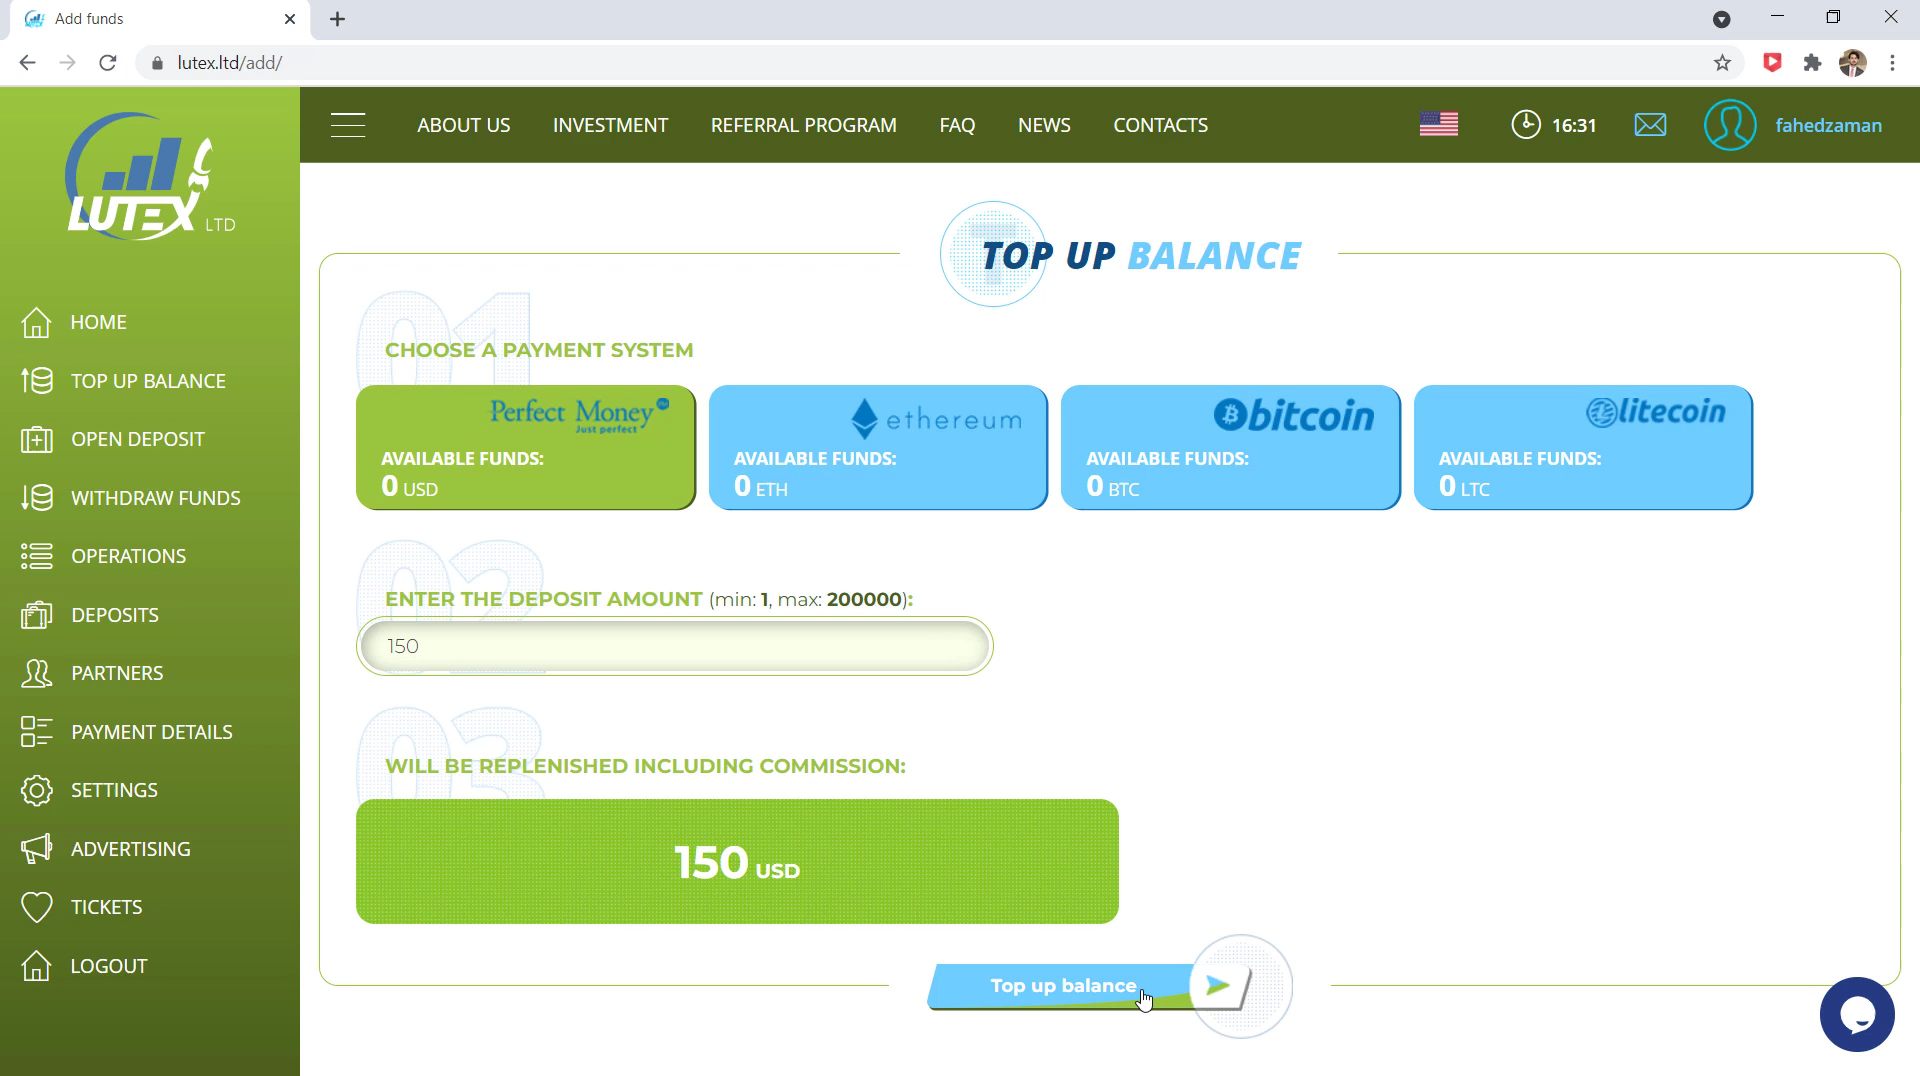 Add funds
lutex.ltd/add/
LUTEX LTD
ABOUT US INVESTMENT REFERRAL PROGRAM FAQ NEWS CONTACTS 16:31 fahedzaman
HOME
TOP UP BALANCE
OPEN DEPOSIT
WITHDRAW FUNDS
OPERATIONS
DEPOSITS
PARTNERS
PAYMENT DETAILS
SETTINGS
ADVERTISING
TICKETS
LOGOUT
T
TOP UP BALANCE
01
CHOOSE A PAYMENT SYSTEM
Perfect Money PM
Just perfect
AVAILABLE FUNDS:
0 USD
ethereum
AVAILABLE FUNDS:
0 ETH
bitcoin
AVAILABLE FUNDS:
0 BTC
litecoin
AVAILABLE FUNDS:
0 LTC
02
ENTER THE DEPOSIT AMOUNT (min: 1, max: 200000):
150
03
WILL BE REPLENISHED INCLUDING COMMISSION:
150 USD
Top up balance